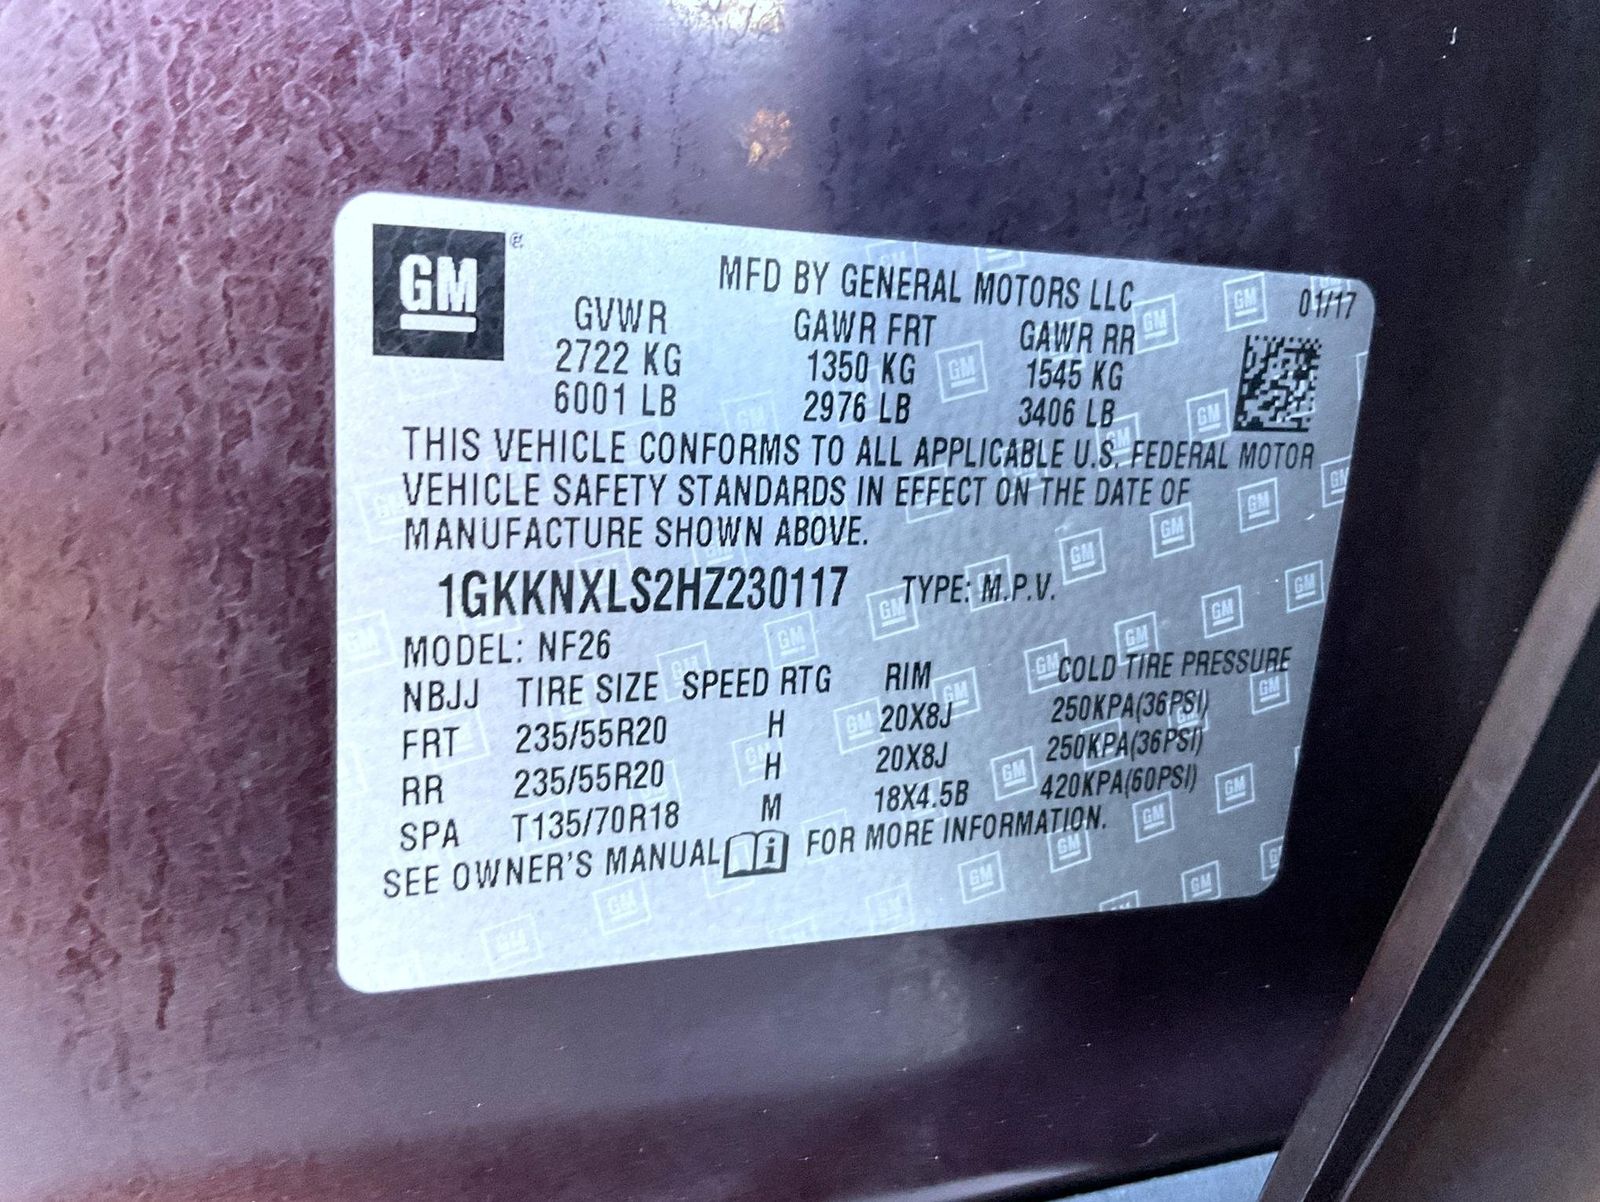 GM
MFD BY GENERAL MOTORS LLC
01/17
GVWR GAWR FRT GAWR RR
2722 KG 1350 KG 1545 KG
6001 LB 2976 LB 3406 LB
THIS VEHICLE CONFORMS TO ALL APPLICABLE U.S. FEDERAL MOTOR
VEHICLE SAFETY STANDARDS IN EFFECT ON THE DATE OF
MANUFACTURE SHOWN ABOVE.
1GKKNXLS2HZ230117 TYPE: M.P.V.
MODEL: NF26
NBJJ TIRE SIZE SPEED RTG RIM COLD TIRE PRESSURE
FRT 235/55R20 H 20X8J 250KPA(36PSI)
RR 235/55R20 H 20X8J 250KPA(36PSI)
SPA T135/70R18 M 18X4.5B 420KPA(60PSI)
SEE OWNER'S MANUAL i FOR MORE INFORMATION.